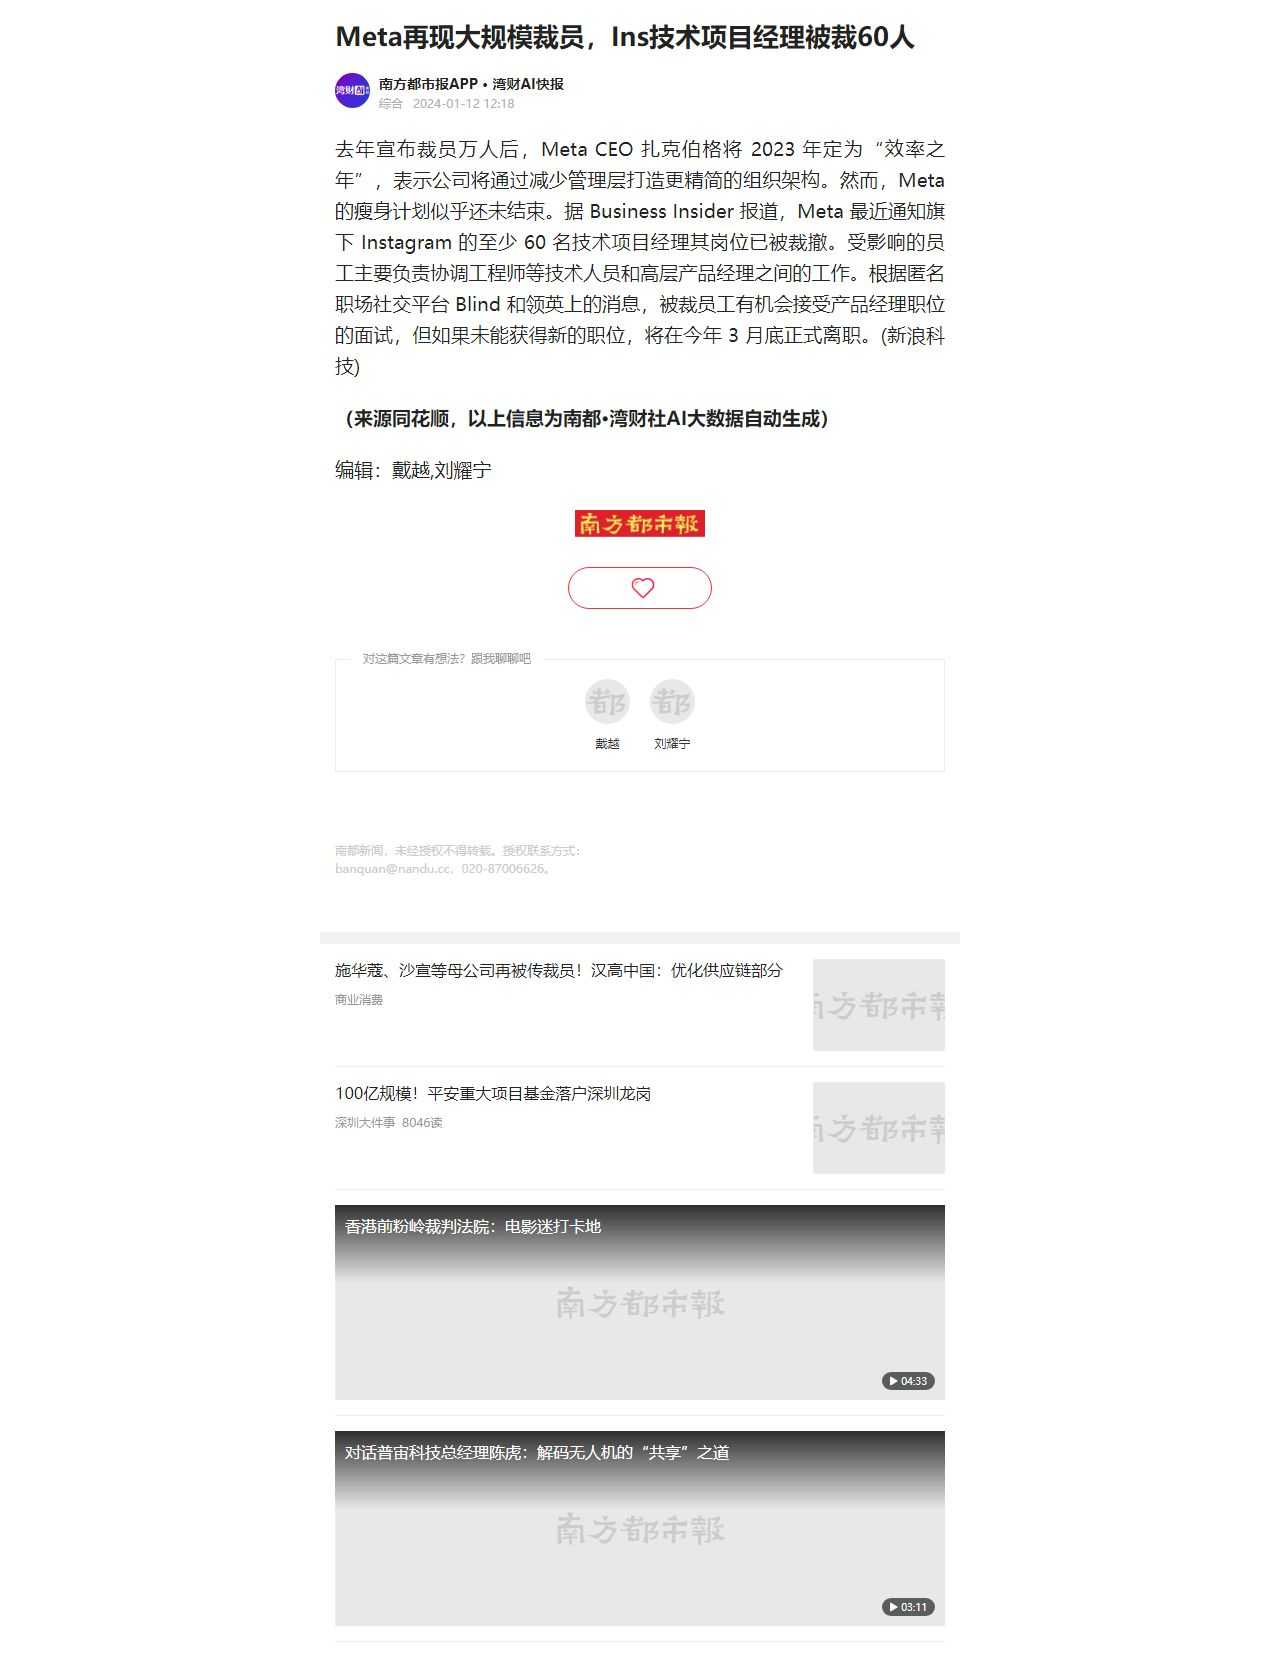 Meta再现大规模裁员，Ins技术项目经理被裁60人
湾财AI
南方都市报APP • 湾财AI快报
综合 2024-01-12 12:18
去年宣布裁员万人后，Meta CEO 扎克伯格将 2023 年定为“效率之
年”，表示公司将通过减少管理层打造更精简的组织架构。然而，Meta
的瘦身计划似乎还未结束。据 Business Insider 报道，Meta 最近通知旗
下 Instagram 的至少 60 名技术项目经理其岗位已被裁撤。受影响的员
工主要负责协调工程师等技术人员和高层产品经理之间的工作。根据匿名
职场社交平台 Blind 和领英上的消息，被裁员工有机会接受产品经理职位
的面试，但如果未能获得新的职位，将在今年 3 月底正式离职。(新浪科
技)
（来源同花顺，以上信息为南都•湾财社AI大数据自动生成）
编辑：戴越,刘耀宁
南方都市報
对这篇文章有想法？跟我聊聊吧
都 都
戴越 刘耀宁
南都新闻，未经授权不得转载。授权联系方式：
banquan@nandu.cc，020-87006626。
施华蔻、沙宣等母公司再被传裁员！汉高中国：优化供应链部分
商业消费
南方都市報
100亿规模！平安重大项目基金落户深圳龙岗
深圳大件事 8046读
南方都市報
香港前粉岭裁判法院：电影迷打卡地
南方都市報
04:33
对话普宙科技总经理陈虎：解码无人机的“共享”之道
南方都市報
03:11